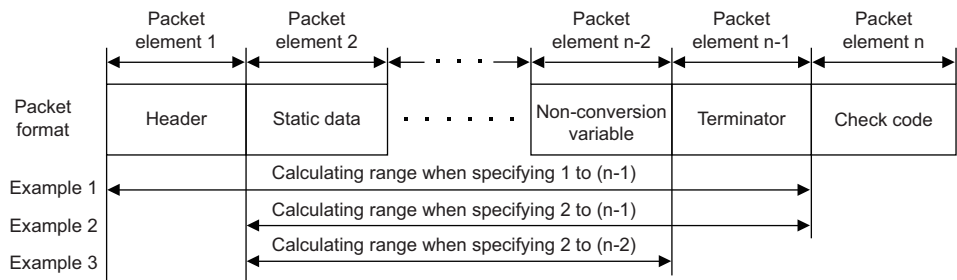 Packet element 1
Packet element 2
Packet element n-2
Packet element n-1
Packet element n
Packet format
Header
Static data
Non-conversion variable
Terminator
Check code
Example 1
Calculating range when specifying 1 to (n-1)
Example 2
Calculating range when specifying 2 to (n-1)
Example 3
Calculating range when specifying 2 to (n-2)